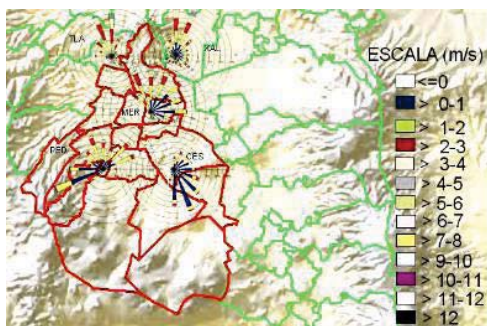 TLA
XAL
MER
PED
CES
ESCALA (m/s)
<=0
> 0-1
> 1-2
> 2-3
> 3-4
> 4-5
> 5-6
> 6-7
> 7-8
> 9-10
> 10-11
> 11-12
> 12